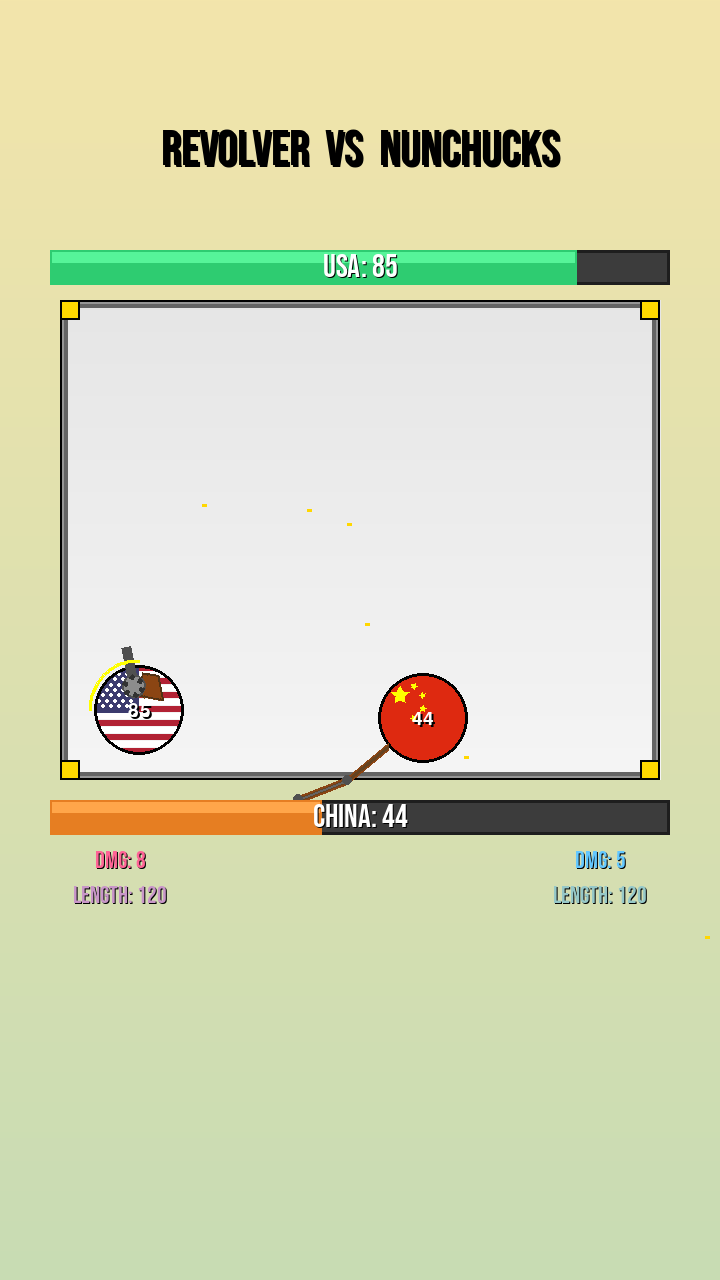 REVOLVER VS NUNCHUCKS
USA: 85
85
44
CHINA: 44
DMG: 8
DMG: 5
LENGTH: 120
LENGTH: 120